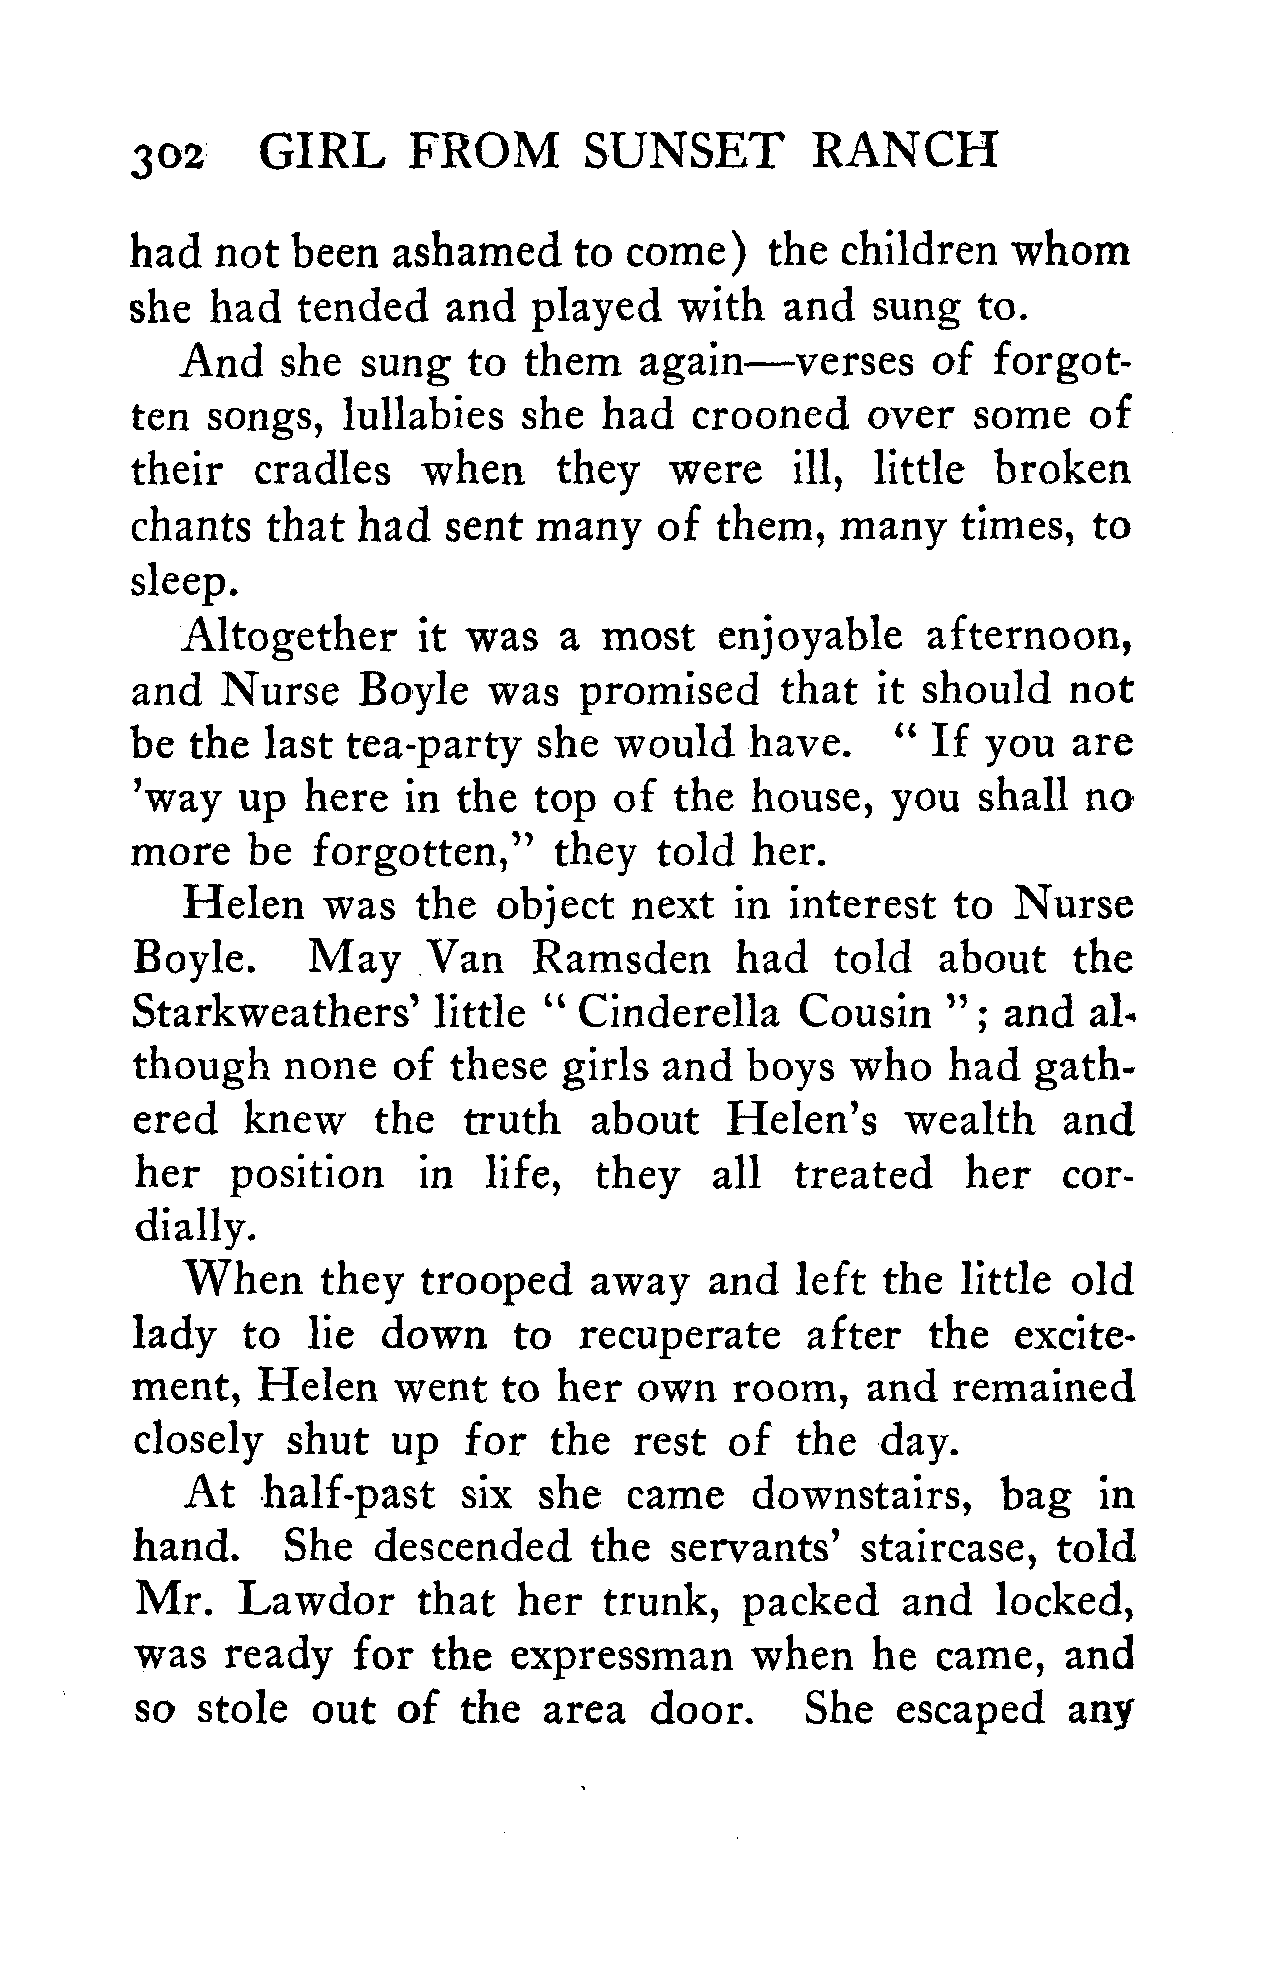 302 GIRL FROM SUNSET RANCH
had not been ashamed to come) the children whom
she had tended and played with and sung to.
And she sung to them again—verses of forgot-
ten songs, lullabies she had crooned over some of
their cradles when they were ill, little broken
chants that had sent many of them, many times, to
sleep.
Altogether it was a most enjoyable afternoon,
and Nurse Boyle was promised that it should not
be the last tea-party she would have. “ If you are
’way up here in the top of the house, you shall no
more be forgotten,” they told her.
Helen was the object next in interest to Nurse
Boyle. May Van Ramsden had told about the
Starkweathers’ little “ Cinderella Cousin ”; and al-
though none of these girls and boys who had gath-
ered knew the truth about Helen’s wealth and
her position in life, they all treated her cor-
dially.
When they trooped away and left the little old
lady to lie down to recuperate after the excite-
ment, Helen went to her own room, and remained
closely shut up for the rest of the day.
At half-past six she came downstairs, bag in
hand. She descended the servants’ staircase, told
Mr. Lawdor that her trunk, packed and locked,
was ready for the expressman when he came, and
so stole out of the area door. She escaped any